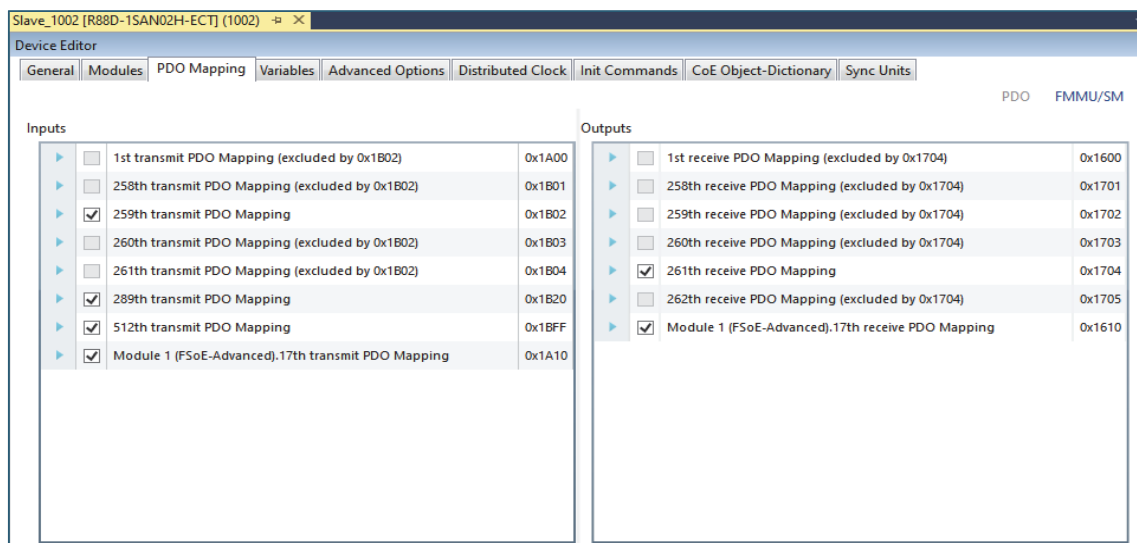 Slave_1002 [R88D-1SAN02H-ECT] (1002)
Device Editor
General Modules PDO Mapping Variables Advanced Options Distributed Clock Init Commands CoE Object-Dictionary Sync Units
PDO FMMU/SM
Inputs
1st transmit PDO Mapping (excluded by 0x1B02) 0x1A00
258th transmit PDO Mapping (excluded by 0x1B02) 0x1B01
259th transmit PDO Mapping 0x1B02
260th transmit PDO Mapping (excluded by 0x1B02) 0x1B03
261th transmit PDO Mapping (excluded by 0x1B02) 0x1B04
289th transmit PDO Mapping 0x1B20
512th transmit PDO Mapping 0x1BFF
Module 1 (FSoE-Advanced).17th transmit PDO Mapping 0x1A10
Outputs
1st receive PDO Mapping (excluded by 0x1704) 0x1600
258th receive PDO Mapping (excluded by 0x1704) 0x1701
259th receive PDO Mapping (excluded by 0x1704) 0x1702
260th receive PDO Mapping (excluded by 0x1704) 0x1703
261th receive PDO Mapping 0x1704
262th receive PDO Mapping (excluded by 0x1704) 0x1705
Module 1 (FSoE-Advanced).17th receive PDO Mapping 0x1610